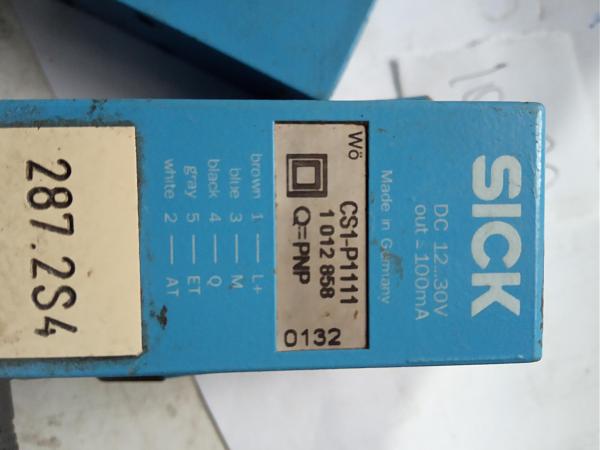 SICK
DC 12...30V
out ≤ 100mA
Made in Germany
Wö
CS1-P1111
1 012 858
Q=PNP
0132
brown 1 — L+
blue 3 — M
black 4 — Q
gray 5 — ET
white 2 — AT
287.2S4